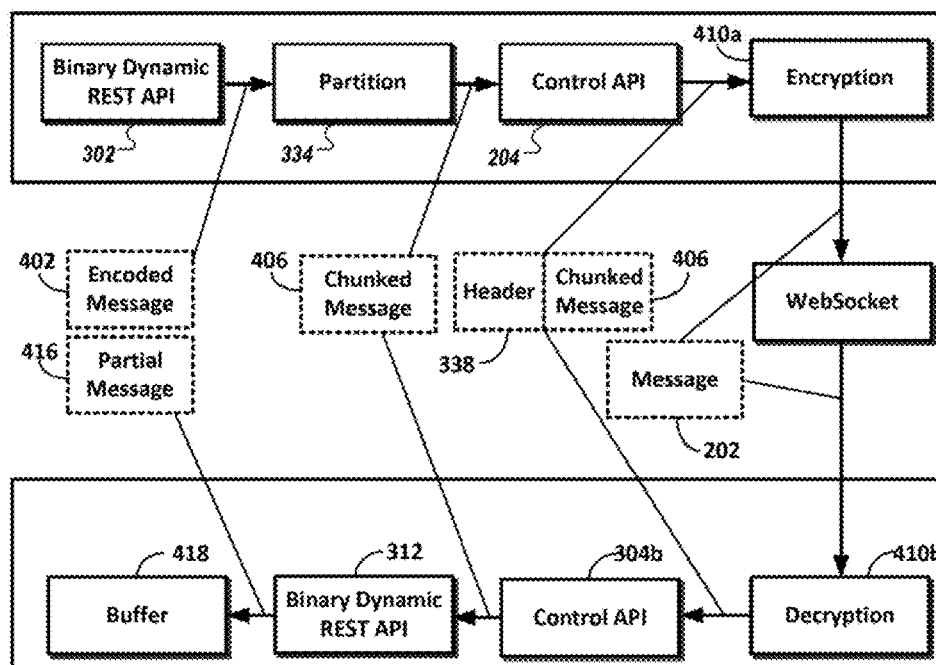 410a
Binary Dynamic
REST API
Partition
Control API
Encryption
302
334
204
402
Encoded
Message
406
Chunked
Message
Header
Chunked
Message
406
WebSocket
416
Partial
Message
338
Message
202
418
312
304b
410b
Buffer
Binary Dynamic
REST API
Control API
Decryption